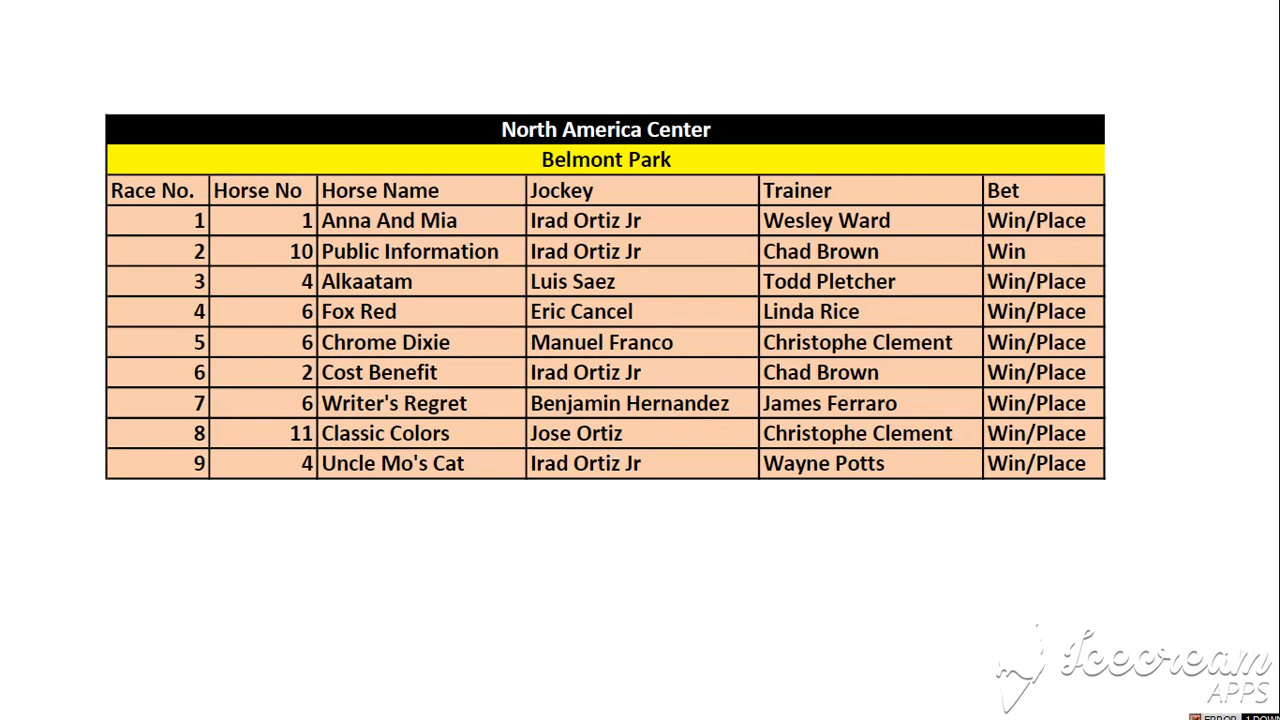 North America Center
Belmont Park
Race No. Horse No Horse Name Jockey Trainer Bet
1 1 Anna And Mia Irad Ortiz Jr Wesley Ward Win/Place
2 10 Public Information Irad Ortiz Jr Chad Brown Win
3 4 Alkaatam Luis Saez Todd Pletcher Win/Place
4 6 Fox Red Eric Cancel Linda Rice Win/Place
5 6 Chrome Dixie Manuel Franco Christophe Clement Win/Place
6 2 Cost Benefit Irad Ortiz Jr Chad Brown Win/Place
7 6 Writer's Regret Benjamin Hernandez James Ferraro Win/Place
8 11 Classic Colors Jose Ortiz Christophe Clement Win/Place
9 4 Uncle Mo's Cat Irad Ortiz Jr Wayne Potts Win/Place
Icecream
APPS